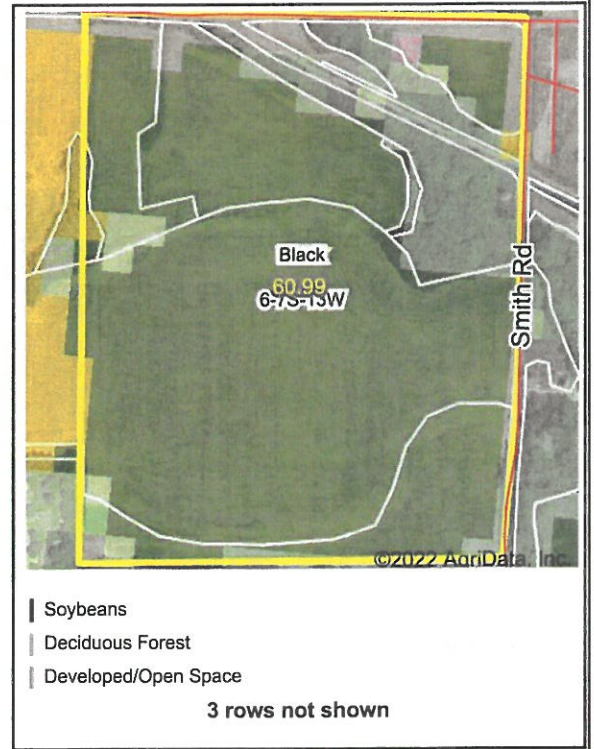 Black
60.99
6-7S-13W
Smith Rd
©2022 AgriData, Inc.
Soybeans
Deciduous Forest
Developed/Open Space
3 rows not shown